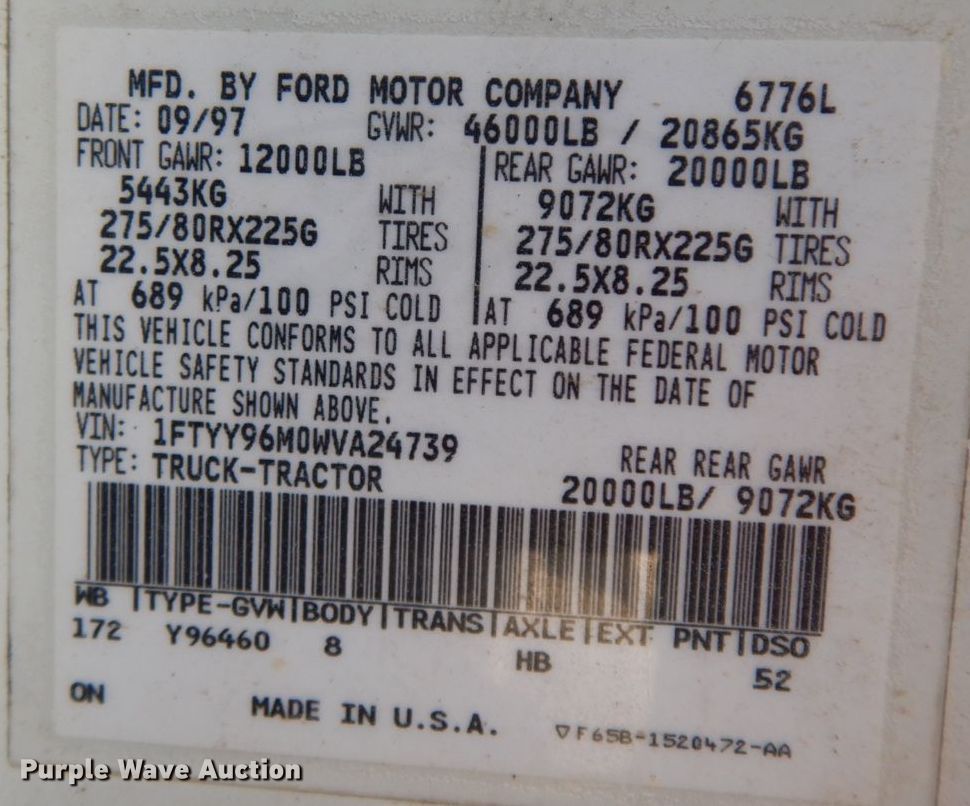 MFD. BY FORD MOTOR COMPANY 6776L
DATE: 09/97 GVWR: 46000LB / 20865KG
FRONT GAWR: 12000LB REAR GAWR: 20000LB
5443KG WITH 9072KG WITH
275/80RX225G TIRES 275/80RX225G TIRES
22.5X8.25 RIMS 22.5X8.25 RIMS
AT 689 kPa/100 PSI COLD AT 689 kPa/100 PSI COLD
THIS VEHICLE CONFORMS TO ALL APPLICABLE FEDERAL MOTOR
VEHICLE SAFETY STANDARDS IN EFFECT ON THE DATE OF
MANUFACTURE SHOWN ABOVE.
VIN: 1FTYY96M0WVA24739
TYPE: TRUCK-TRACTOR REAR REAR GAWR
20000LB/ 9072KG
WB | TYPE-GVW | BODY | TRANS | AXLE | EXT PNT | DSO
172 Y96460 8 HB 52
ON MADE IN U.S.A. ▽F65B-1520472-AA
Purple Wave Auction